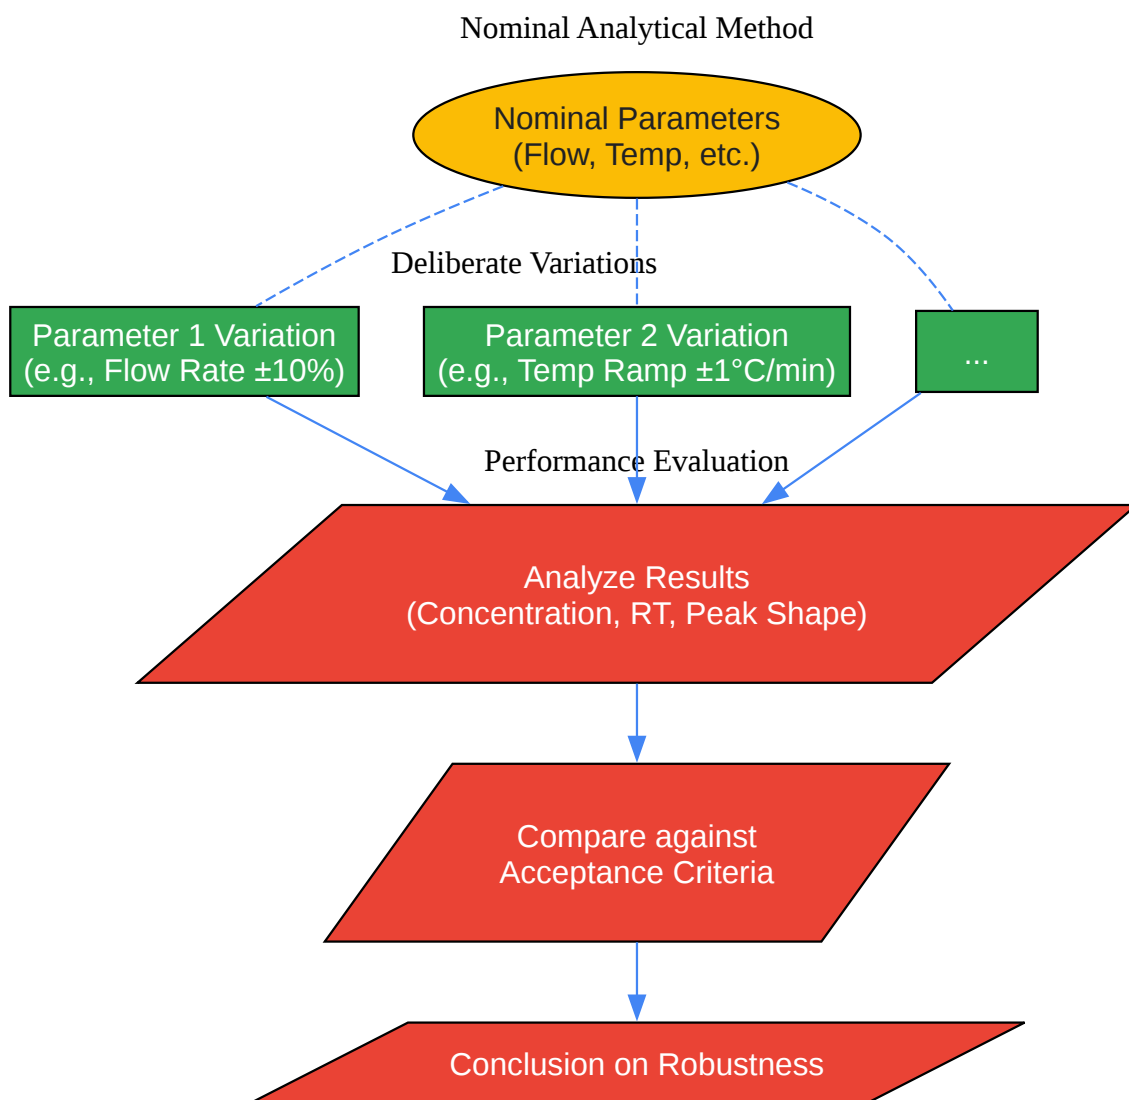 Nominal Analytical Method
Nominal Parameters
(Flow, Temp, etc.)
Deliberate Variations
Parameter 1 Variation
(e.g., Flow Rate ±10%)
Parameter 2 Variation
(e.g., Temp Ramp ±1°C/min)
...
Performance Evaluation
Analyze Results
(Concentration, RT, Peak Shape)
Compare against
Acceptance Criteria
Conclusion on Robustness